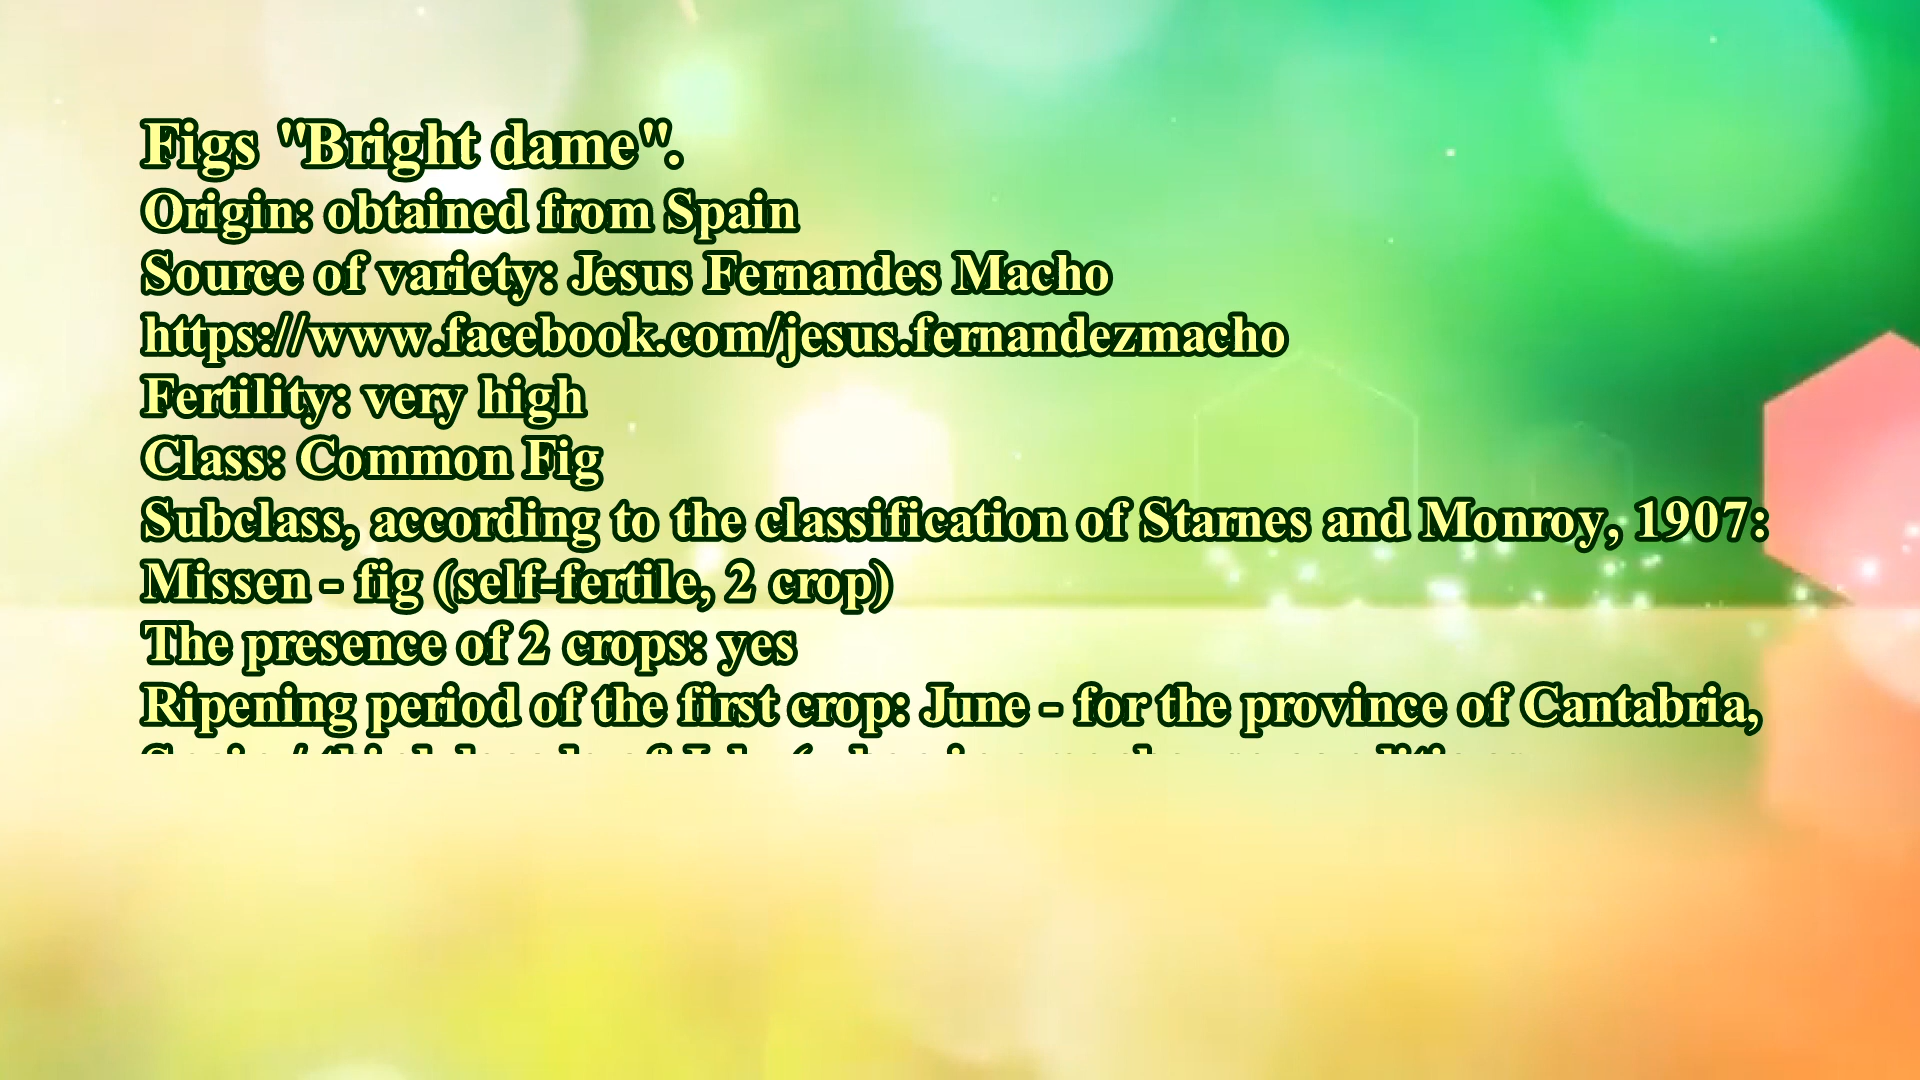 Figs "Bright dame".
Origin: obtained from Spain
Source of variety: Jesus Fernandes Macho
https://www.facebook.com/jesus.fernandezmacho
Fertility: very high
Class: Common Fig
Subclass, according to the classification of Starnes and Monroy, 1907:
Missen - fig (self-fertile, 2 crop)
The presence of 2 crops: yes
Ripening period of the first crop: June - for the province of Cantabria,